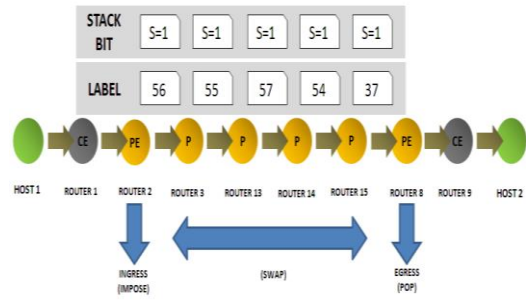 STACK BIT S=1 S=1 S=1 S=1 S=1
LABEL 56 55 57 54 37
CE PE P P P P PE CE
HOST 1 ROUTER 1 ROUTER 2 ROUTER 3 ROUTER 13 ROUTER 14 ROUTER 15 ROUTER 8 ROUTER 9 HOST 2
INGRESS (IMPOSE) (SWAP) EGRESS (POP)